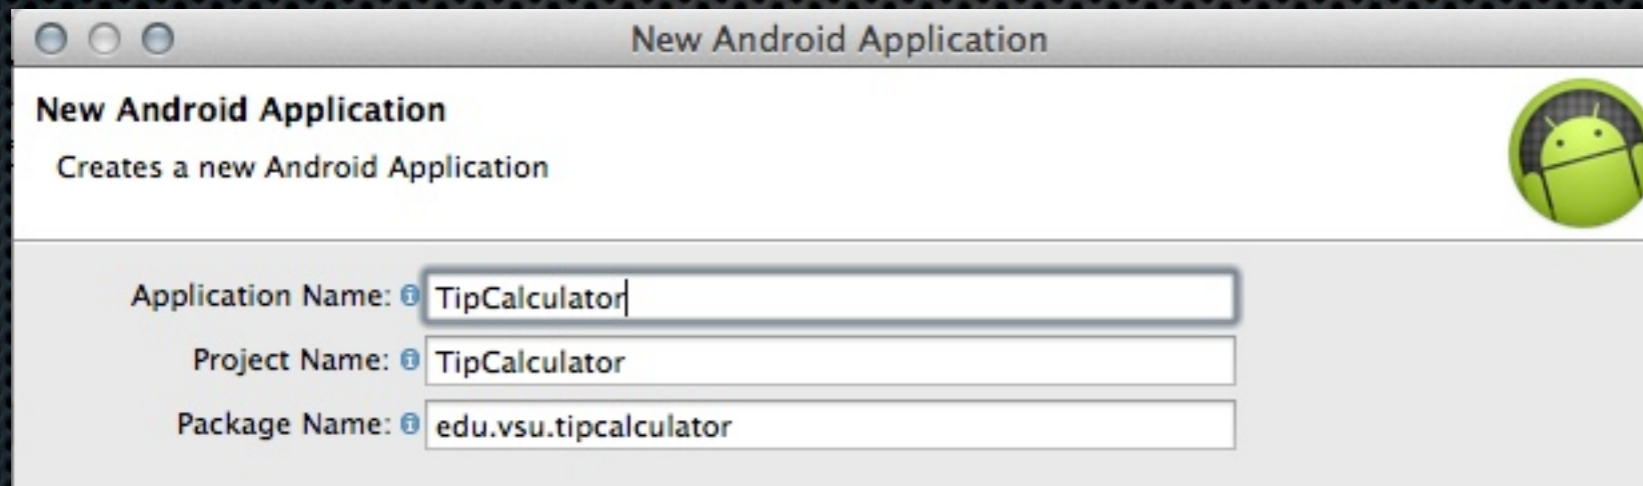 New Android Application
New Android Application
Creates a new Android Application
Application Name: TipCalculator
Project Name: TipCalculator
Package Name: edu.vsu.tipcalculator